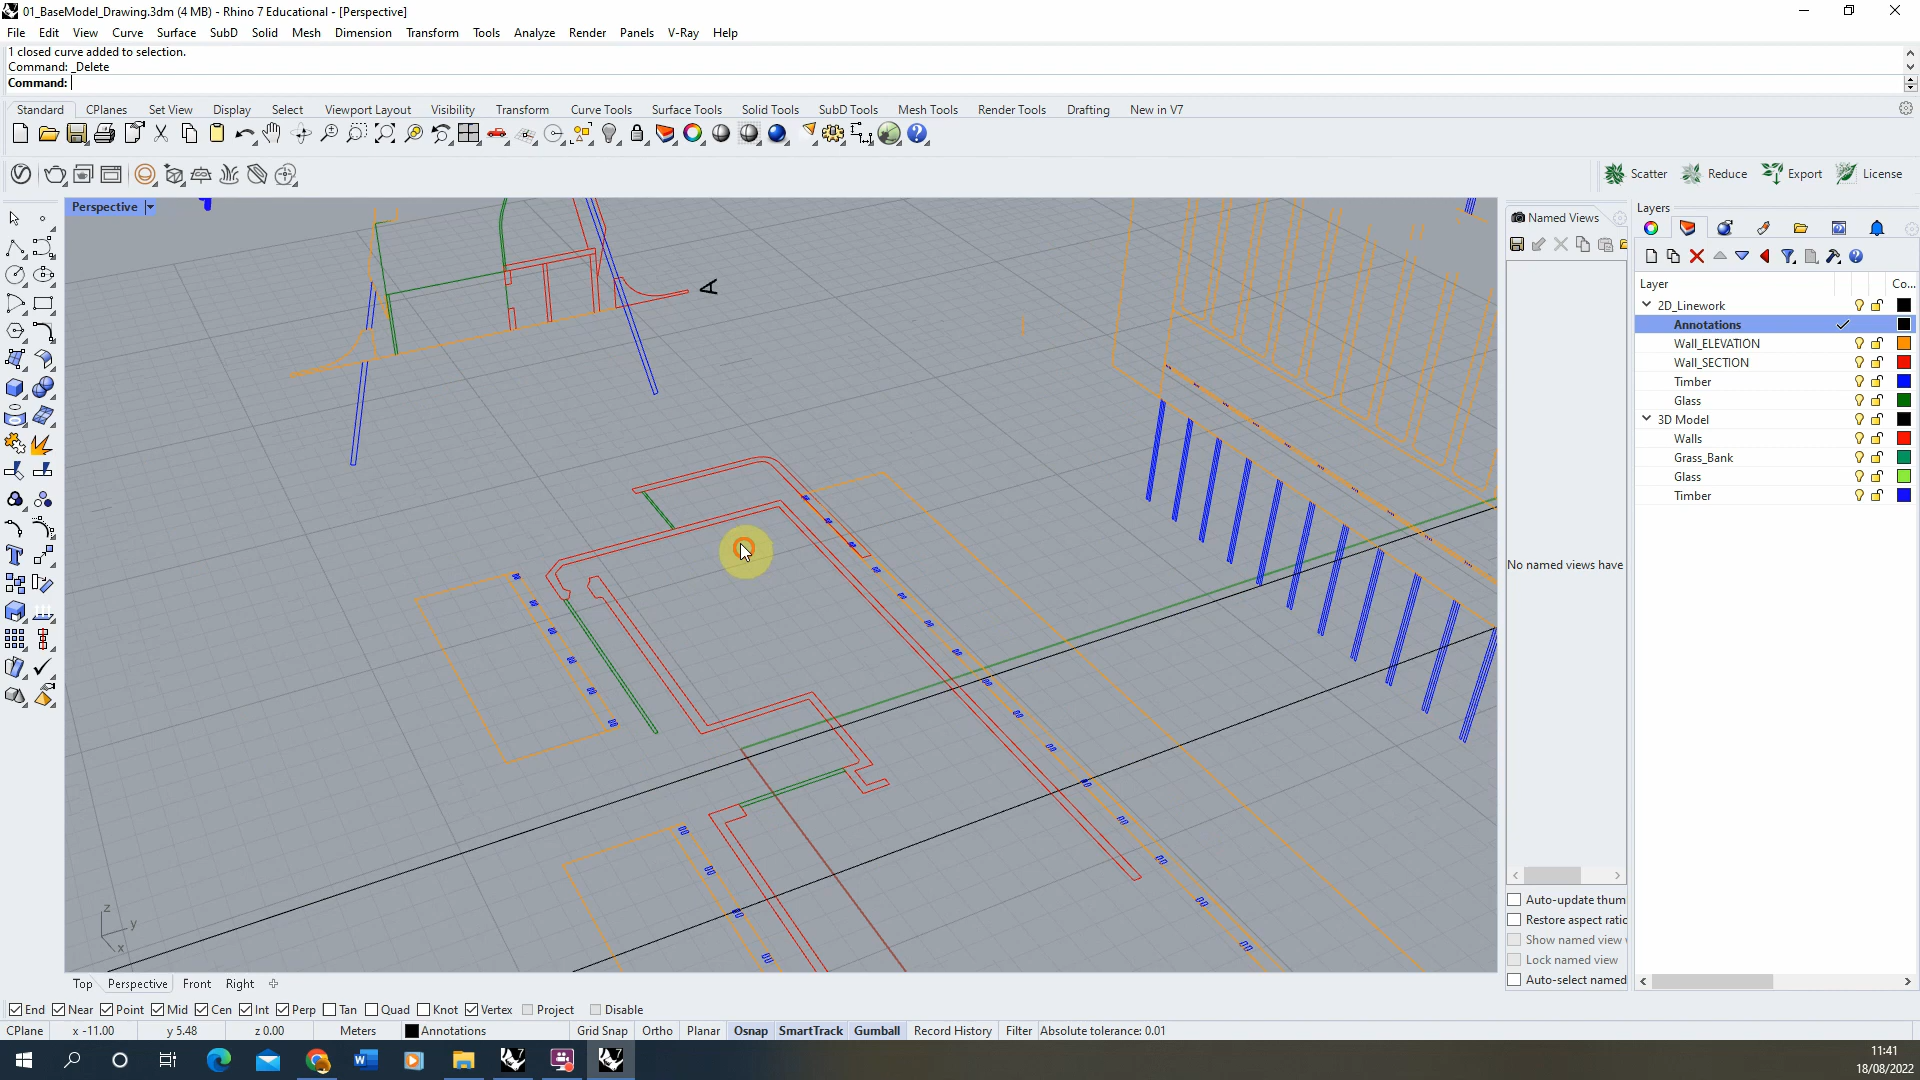 01_BaseModel_Drawing.3dm (4 MB) - Rhino 7 Educational - [Perspective]
File Edit View Curve Surface SubD Solid Mesh Dimension Transform Tools Analyze Render Panels V-Ray Help
1 closed curve added to selection.
Command: _Delete
Command:
Standard CPlanes Set View Display Select Viewport Layout Visibility Transform Curve Tools Surface Tools Solid Tools SubD Tools Mesh Tools Render Tools Drafting New in V7
Scatter Reduce Export License
Perspective
Named Views
Layers
Layer Co...
2D_Linework
Annotations
Wall_ELEVATION
Wall_SECTION
Timber
Glass
3D Model
Walls
Grass_Bank
Glass
Timber
A
No named views have
z
y
x
Auto-update thum
Restore aspect ratio
Show named view
Lock named view
Auto-select named
Top Perspective Front Right
End Near Point Mid Cen Int Perp Tan Quad Knot Vertex Project Disable
CPlane x -11.00 y 5.48 z 0.00 Meters Annotations Grid Snap Ortho Planar Osnap SmartTrack Gumball Record History Filter Absolute tolerance: 0.01
11:41
18/08/2022